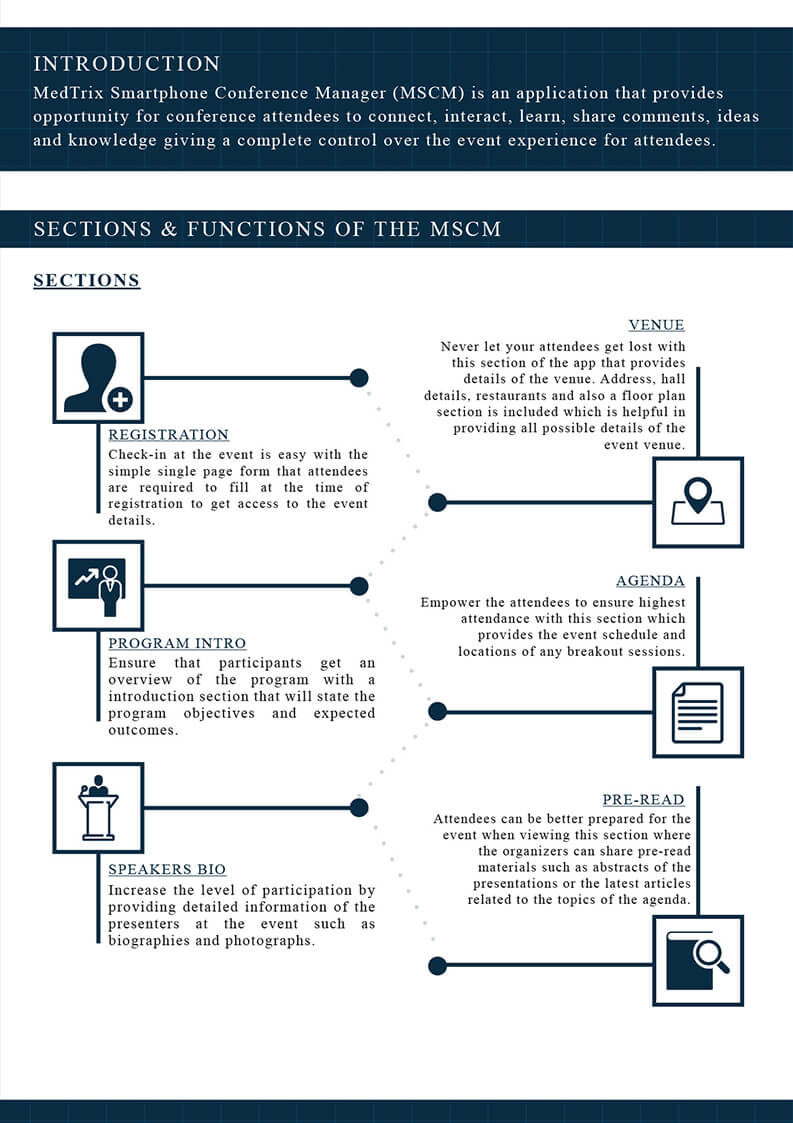 INTRODUCTION
MedTrix Smartphone Conference Manager (MSCM) is an application that provides
opportunity for conference attendees to connect, interact, learn, share comments, ideas
and knowledge giving a complete control over the event experience for attendees.
SECTIONS & FUNCTIONS OF THE MSCM
SECTIONS
REGISTRATION
Check-in at the event is easy with the
simple single page form that attendees
are required to fill at the time of
registration to get access to the event
details.
VENUE
Never let your attendees get lost with
this section of the app that provides
details of the venue. Address, hall
details, restaurants and also a floor plan
section is included which is helpful in
providing all possible details of the
event venue.
PROGRAM INTRO
Ensure that participants get an
overview of the program with a
introduction section that will state the
program objectives and expected
outcomes.
AGENDA
Empower the attendees to ensure highest
attendance with this section which
provides the event schedule and
locations of any breakout sessions.
SPEAKERS BIO
Increase the level of participation by
providing detailed information of the
presenters at the event such as
biographies and photographs.
PRE-READ
Attendees can be better prepared for the
event when viewing this section where
the organizers can share pre-read
materials such as abstracts of the
presentations or the latest articles
related to the topics of the agenda.